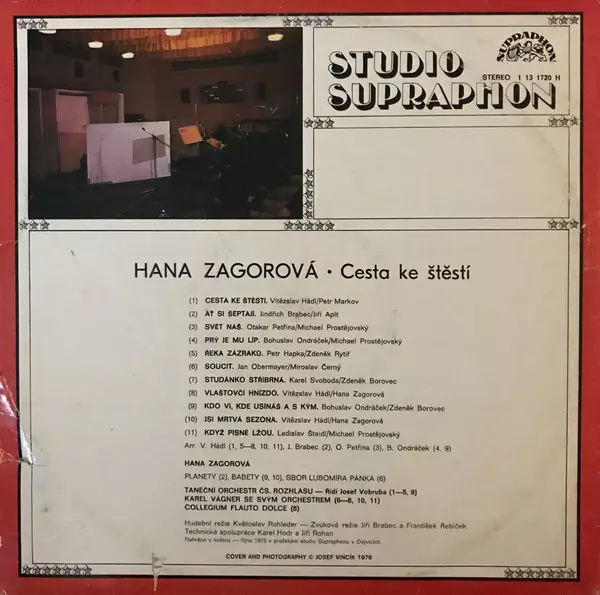 STUDIO
SUPRAPHON
SUPRAPHON
STEREO 1 13 1720 H
HANA ZAGOROVÁ · Cesta ke štěstí
(1) CESTA KE ŠTĚSTÍ. Vítězslav Hádl/Petr Markov
(2) AŤ SI ŠEPTAJÍ. Jindřich Brabec/Jiří Aplt
(3) SVĚT NÁŠ. Otakar Petřina/Michael Prostějovský
(4) PRÝ JE MU LÍP. Bohuslav Ondráček/Michael Prostějovský
(5) ŘEKA ZÁZRAKŮ. Petr Hapka/Zdeněk Rytíř
(6) SOUCIT. Jan Obermayer/Miroslav Černý
(7) STUDÁNKO STŘÍBRNÁ. Karel Svoboda/Zdeněk Borovec
(8) VLAŠTOVČÍ HNÍZDO. Vítězslav Hádl/Hana Zagorová
(9) KDO VÍ, KDE USÍNÁŠ A S KÝM. Bohuslav Ondráček/Zdeněk Borovec
(10) JSI MRTVÁ SEZÓNA. Vítězslav Hádl/Hana Zagorová
(11) KDYŽ PÍSNĚ LŽOU. Ladislav Štaidl/Michael Prostějovský
Arr. V. Hádl (1, 5—8, 10, 11), J. Brabec (2), O. Petřina (3), B. Ondráček (4, 9)
HANA ZAGOROVÁ
PLANETY (2), BABETY (9, 10), SBOR LUBOMÍRA PÁNKA (6)
TANEČNÍ ORCHESTR ČS. ROZHLASU — Řídí Josef Vobruba (1—5, 9)
KAREL VÁGNER SE SVÝM ORCHESTREM (6—8, 10, 11)
COLLEGIUM FLAUTO DOLCE (8)
Hudební režie Květoslav Rohleder — Zvuková režie Jiří Brabec a František Řebíček
Technická spolupráce Karel Hodr a Jiří Rohan
Nahráno v květnu — říjnu 1975 v pražském studiu Supraphonu v Dejvicích.
COVER AND PHOTOGRAPHY © JOSEF VINCÍK 1976